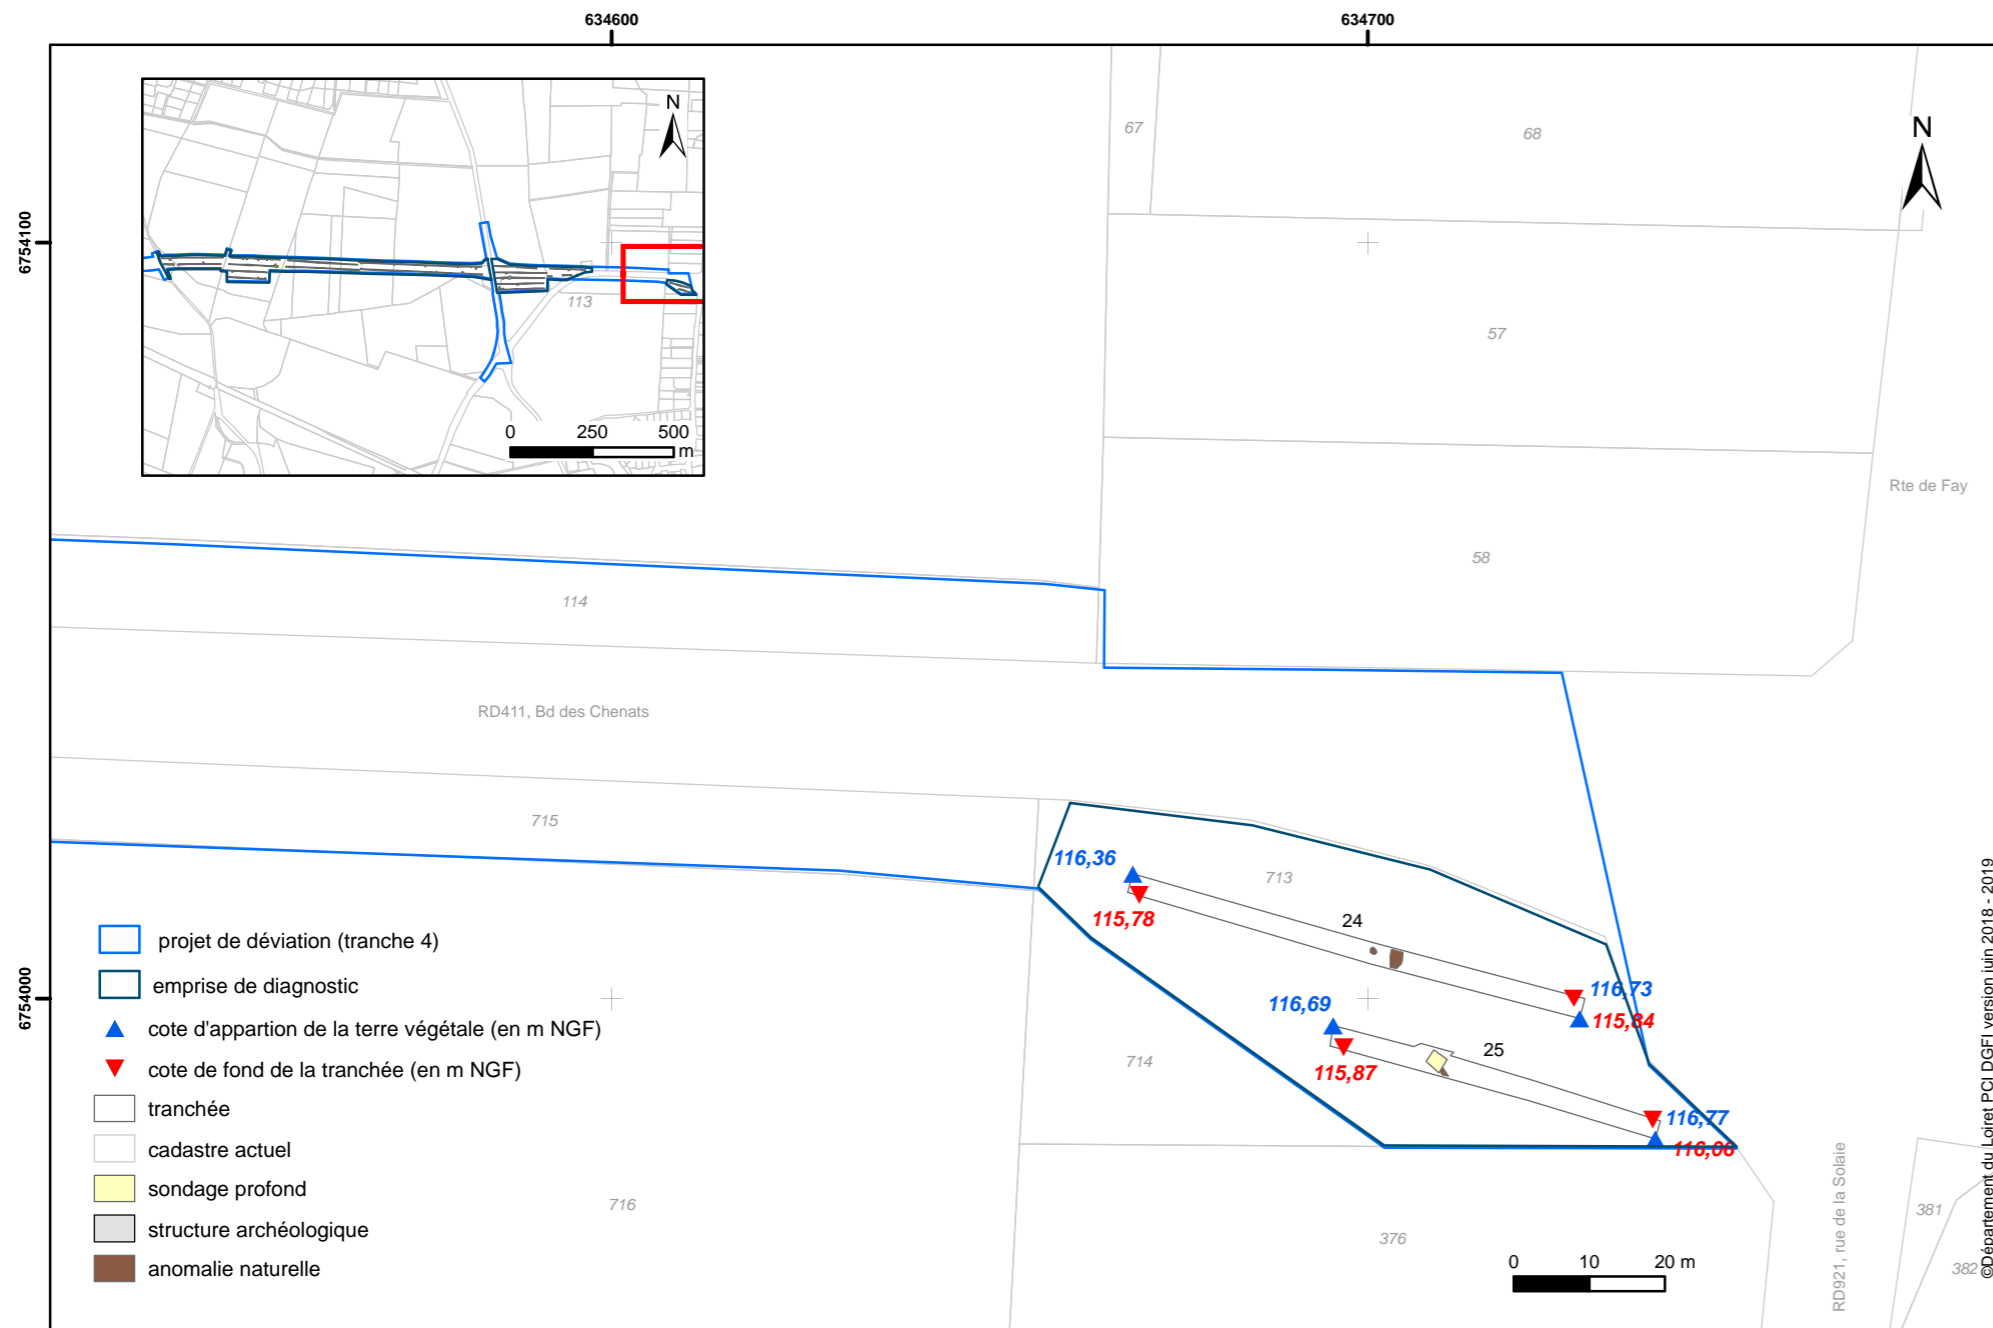 634600
634700
6754100
6754000
N
113
0 250 500
m
N
67
68
57
58
Rte de Fay
114
RD411, Bd des Chenats
715
713
714
716
376
381
382
RD921, rue de la Solaie
116,36
115,78
24
116,73
115,84
116,69
115,87
25
116,77
116,06
projet de déviation (tranche 4)
emprise de diagnostic
cote d'appartion de la terre végétale (en m NGF)
cote de fond de la tranchée (en m NGF)
tranchée
cadastre actuel
sondage profond
structure archéologique
anomalie naturelle
0 10 20 m
©Département du Loiret PCI DGFI version juin 2018 - 2019